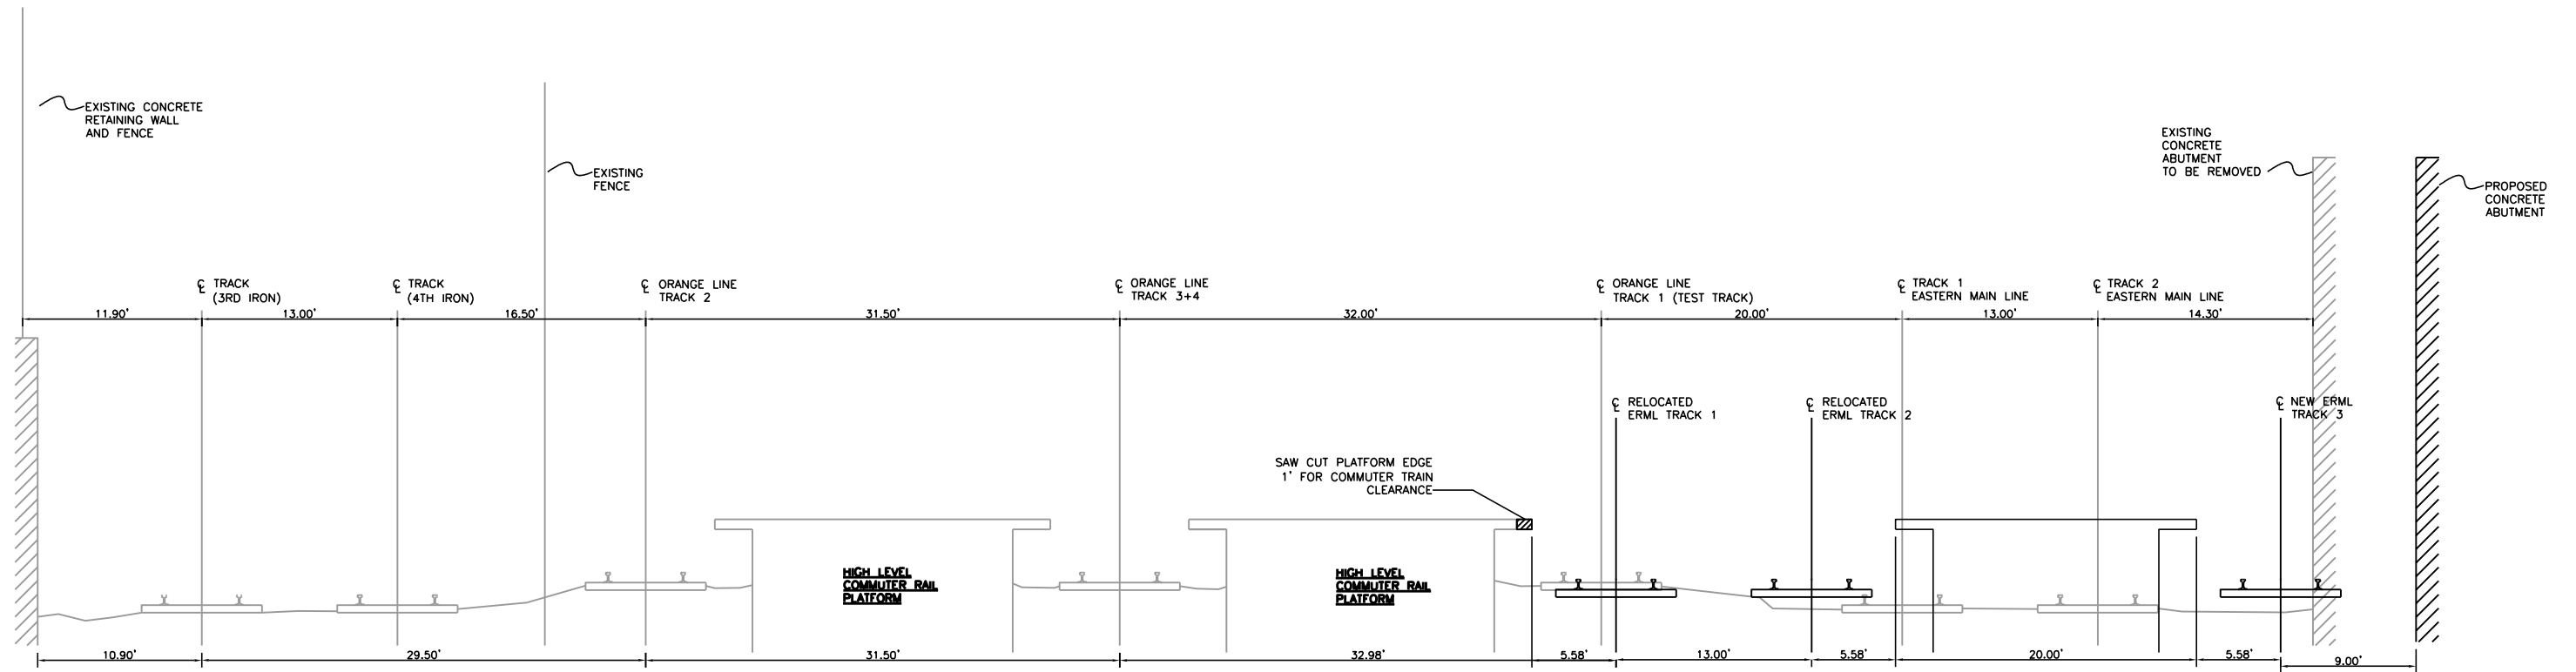 EXISTING CONCRETE
RETAINING WALL
AND FENCE
EXISTING
FENCE
EXISTING
CONCRETE
ABUTMENT
TO BE REMOVED
PROPOSED
CONCRETE
ABUTMENT
℄ TRACK
(3RD IRON)
℄ TRACK
(4TH IRON)
℄ ORANGE LINE
TRACK 2
℄ ORANGE LINE
TRACK 3+4
℄ ORANGE LINE
TRACK 1 (TEST TRACK)
℄ TRACK 1
EASTERN MAIN LINE
℄ TRACK 2
EASTERN MAIN LINE
11.90' 13.00' 16.50' 31.50' 32.00' 20.00' 13.00' 14.30'
℄ RELOCATED
ERML TRACK 1
℄ RELOCATED
ERML TRACK 2
℄ NEW ERML
TRACK 3
SAW CUT PLATFORM EDGE
1' FOR COMMUTER TRAIN
CLEARANCE
HIGH LEVEL
COMMUTER RAIL
PLATFORM
HIGH LEVEL
COMMUTER RAIL
PLATFORM
10.90' 29.50' 31.50' 32.98' 5.58' 13.00' 5.58' 20.00' 5.58' 9.00'